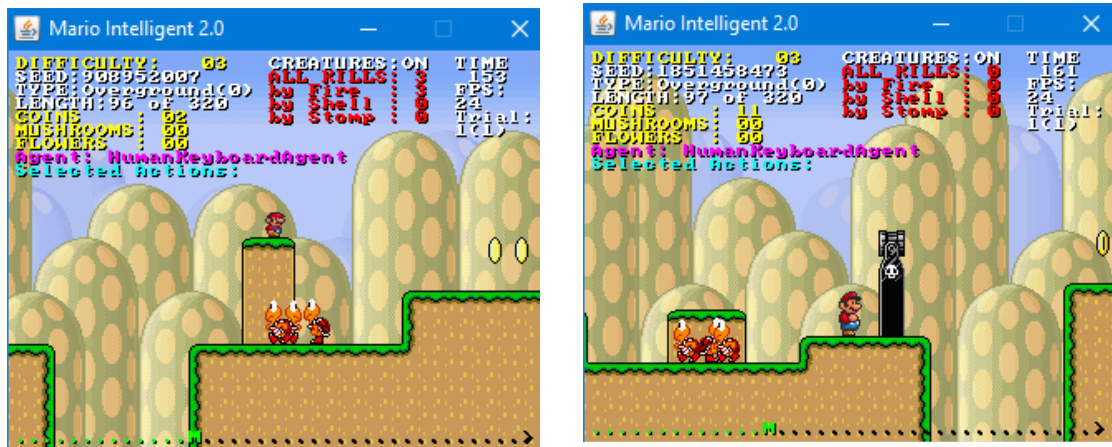 Mario Intelligent 2.0
DIFFICULTY: 03 CREATURES:ON TIME
SEED:908952007 ALL KILLS: 3 153
TYPE:Overground(0) by Fire : 3 FPS:
LENGTH:96 of 320 by Shell : 0 24
COINS : 02 by Stomp : 0 Trial:
MUSHROOMS: 00 1(1)
FLOWERS : 00
Agent: HumanKeyboardAgent
Selected Actions:
M
Mario Intelligent 2.0
DIFFICULTY: 03 CREATURES:ON TIME
SEED:1851458473 ALL KILLS: 0 161
TYPE:Overground(0) by Fire : 0 FPS:
LENGTH:97 of 320 by Shell : 0 24
COINS : 11 by Stomp : 0 Trial:
MUSHROOMS: 00 1(1)
FLOWERS : 00
Agent: HumanKeyboardAgent
Selected Actions:
M